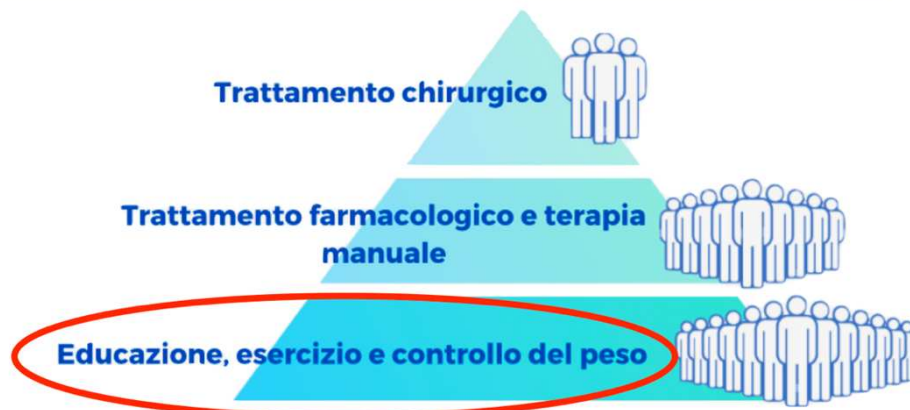 Trattamento chirurgico
Trattamento farmacologico e terapia
manuale
Educazione, esercizio e controllo del peso